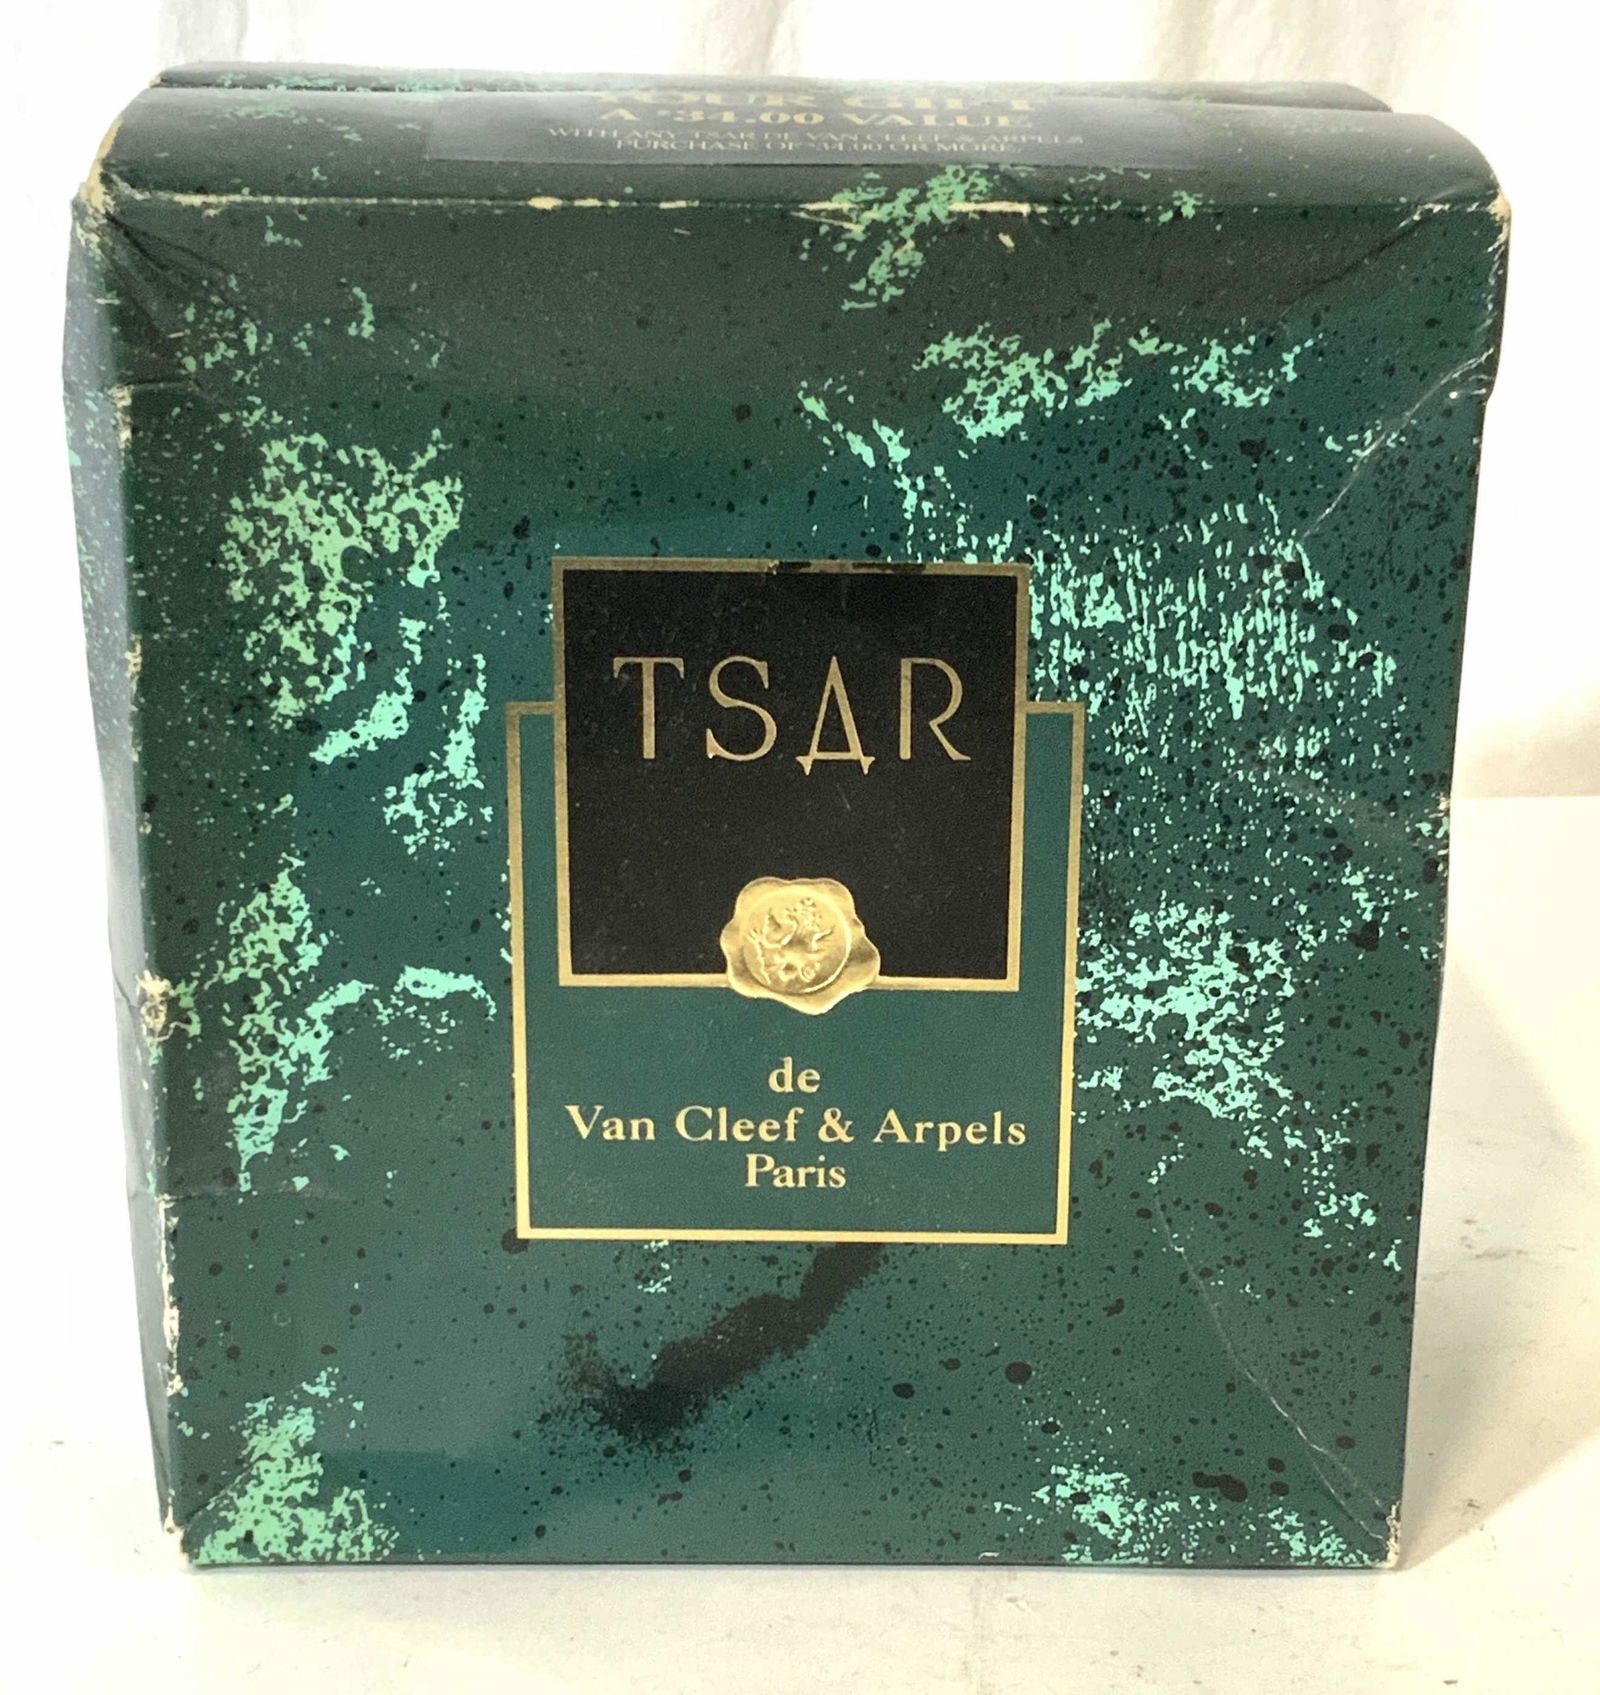 YOUR GIFT
A $34.00 VALUE
WITH ANY TSAR DE VAN CLEEF & ARPELS
PURCHASE OF $34.00 OR MORE.
TSAR
de
Van Cleef & Arpels
Paris